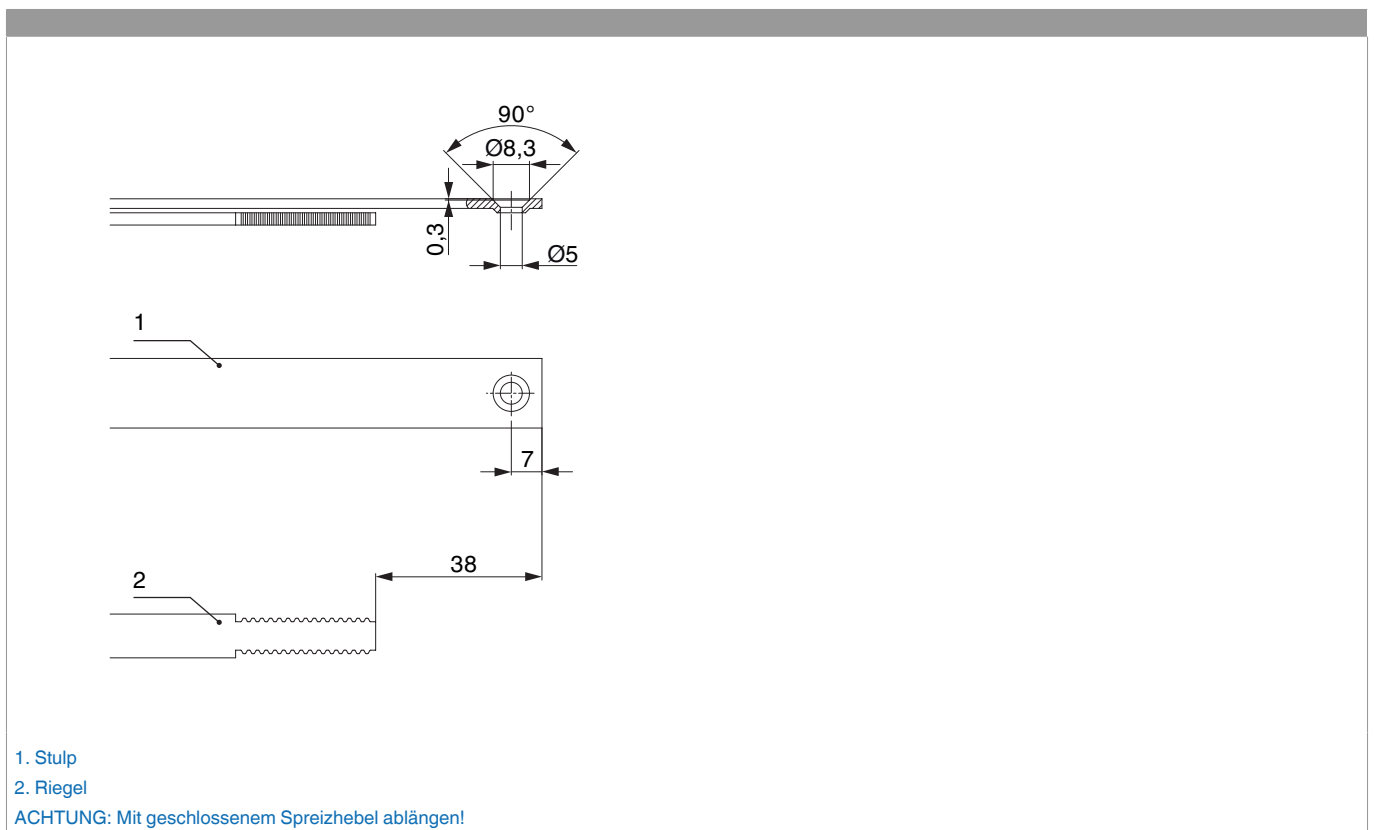 90°
Ø8,3
0,3
Ø5
1
7
38
2
1. Stulp
2. Riegel
ACHTUNG: Mit geschlossenem Spreizhebel ablängen!